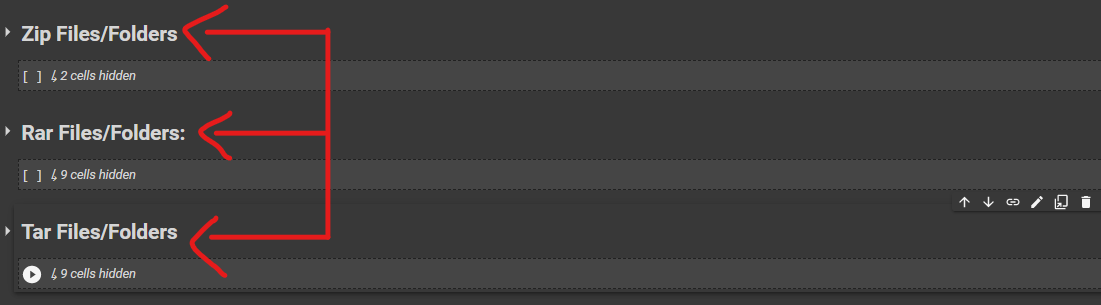 Zip Files/Folders
[ ] ↳ 2 cells hidden
Rar Files/Folders:
[ ] ↳ 9 cells hidden
Tar Files/Folders
↳ 9 cells hidden